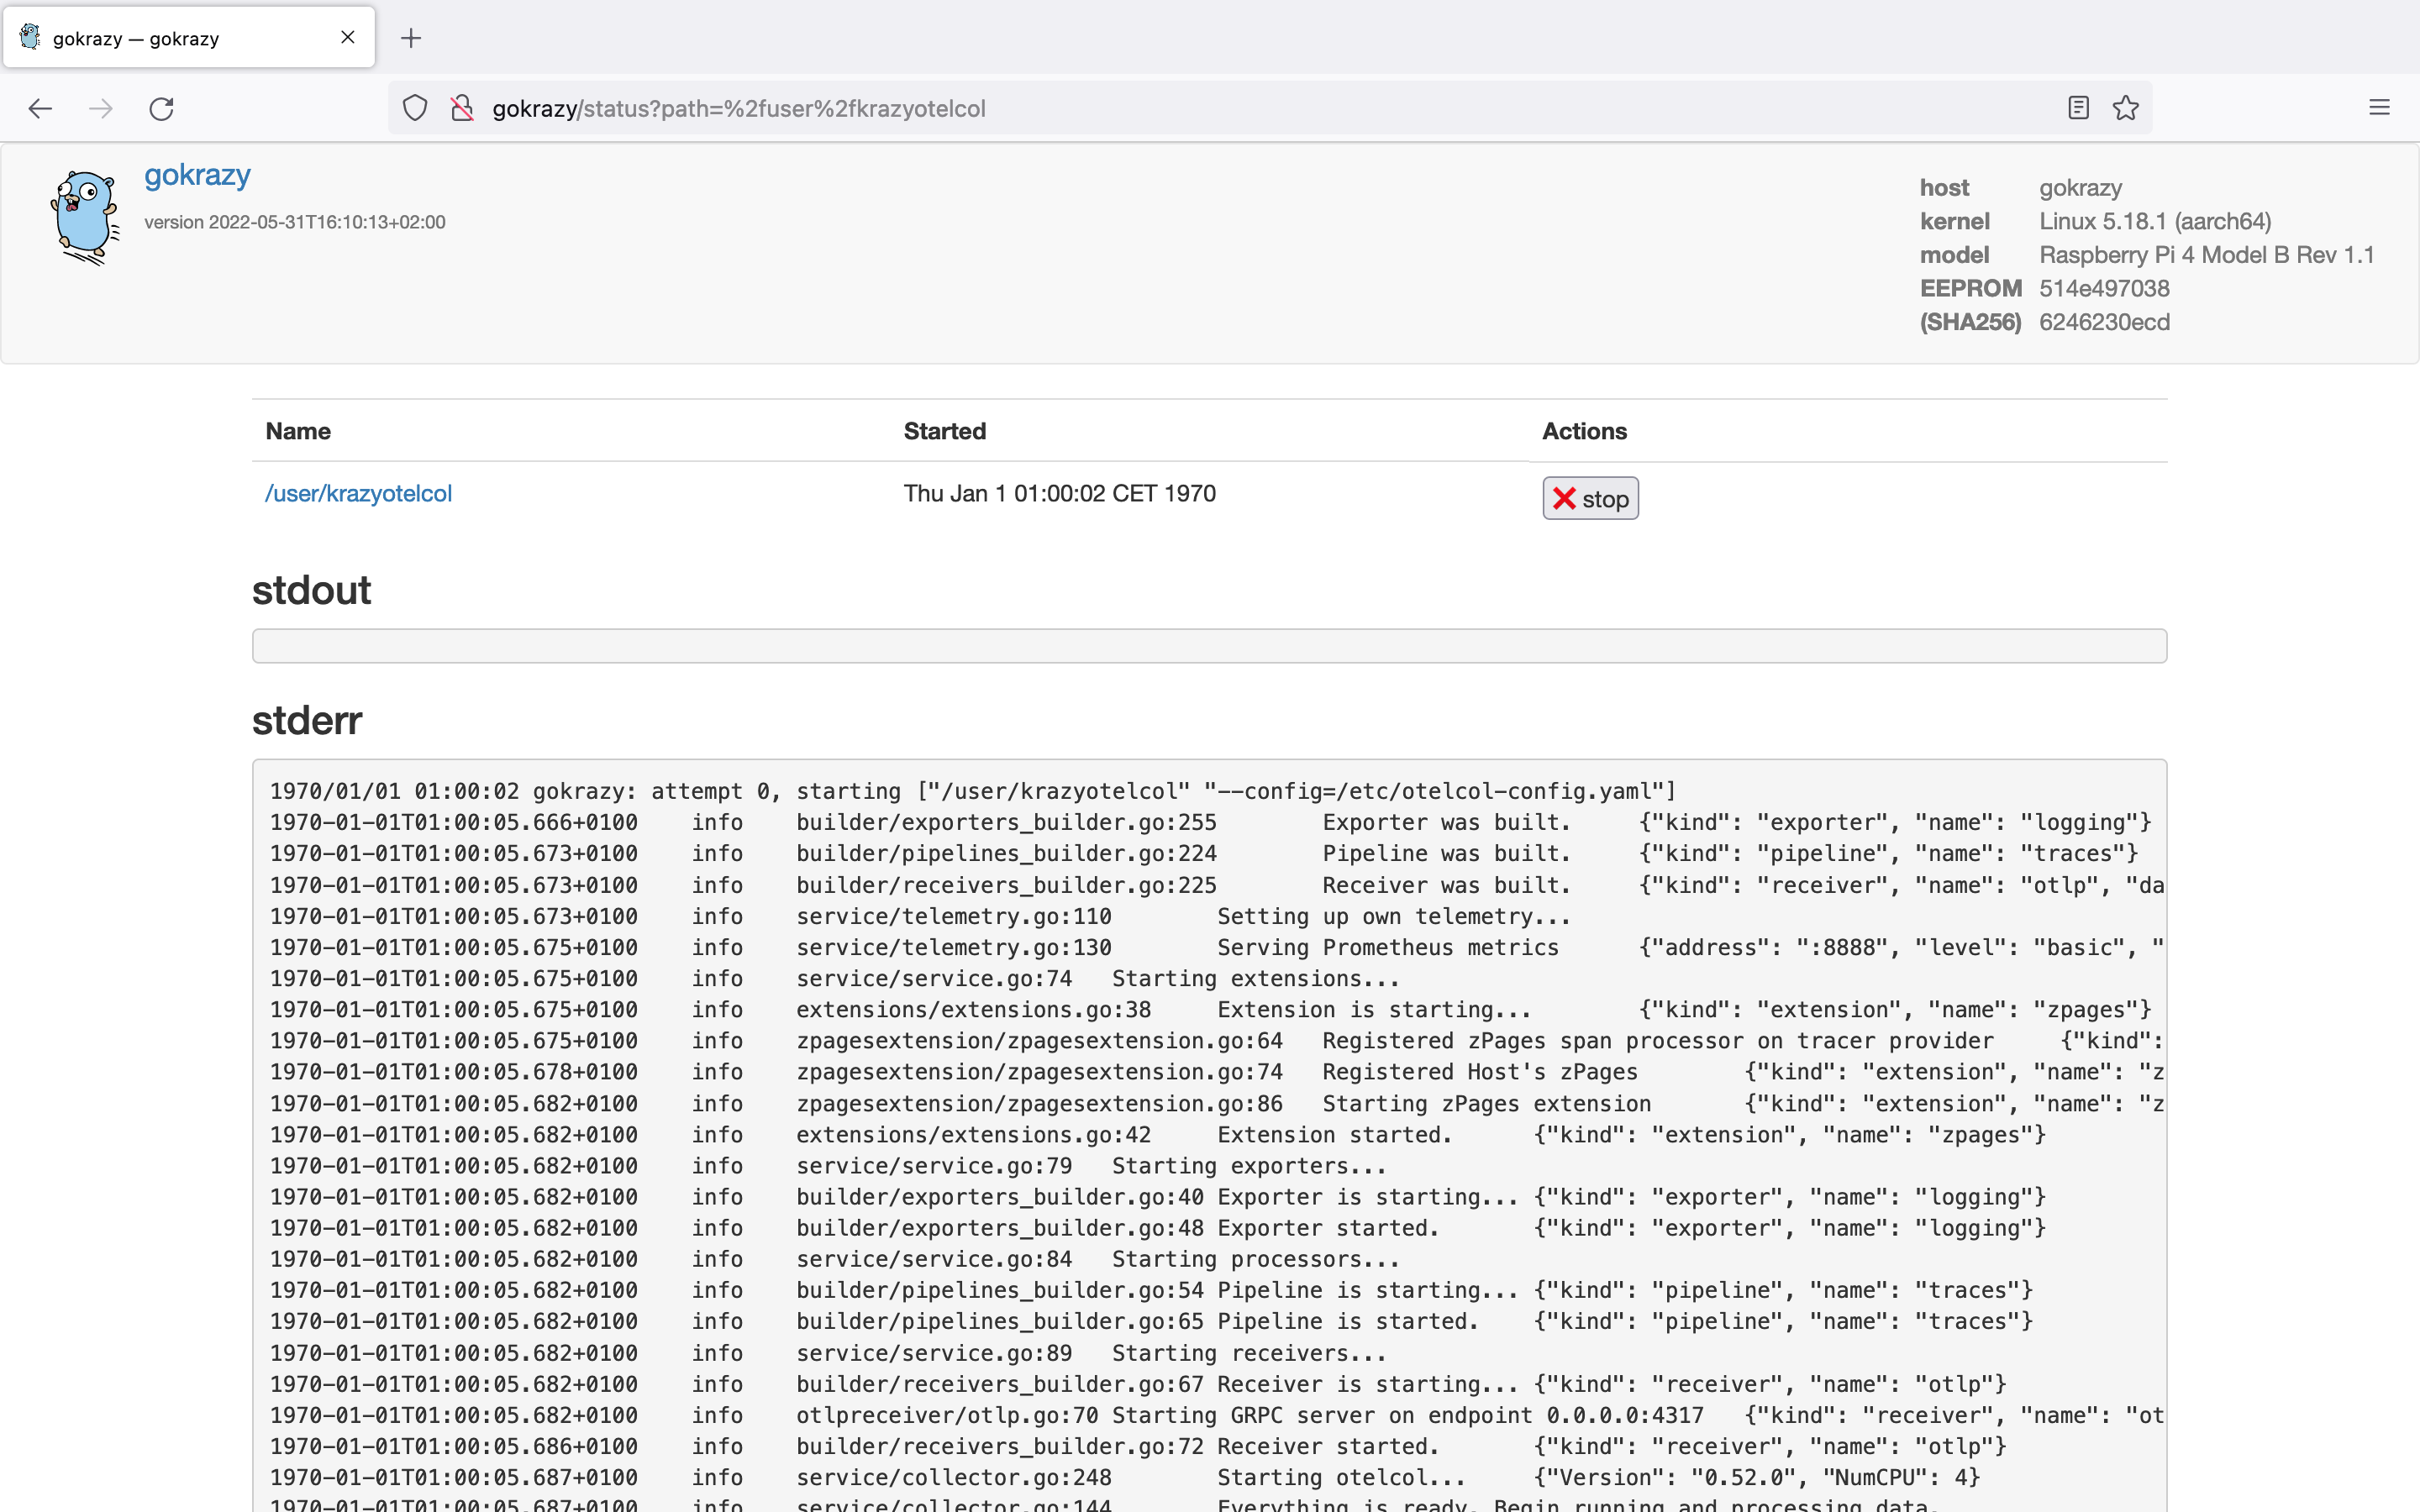 gokrazy — gokrazy
gokrazy/status?path=%2fuser%2fkrazyotelcol
gokrazy
version 2022-05-31T16:10:13+02:00
host gokrazy
kernel Linux 5.18.1 (aarch64)
model Raspberry Pi 4 Model B Rev 1.1
EEPROM 514e497038
(SHA256) 6246230ecd
Name Started Actions
/user/krazyotelcol Thu Jan 1 01:00:02 CET 1970 ❌ stop
stdout
stderr
1970/01/01 01:00:02 gokrazy: attempt 0, starting ["/user/krazyotelcol" "--config=/etc/otelcol-config.yaml"]
1970-01-01T01:00:05.666+0100 info builder/exporters_builder.go:255 Exporter was built. {"kind": "exporter", "name": "logging"}
1970-01-01T01:00:05.673+0100 info builder/pipelines_builder.go:224 Pipeline was built. {"kind": "pipeline", "name": "traces"}
1970-01-01T01:00:05.673+0100 info builder/receivers_builder.go:225 Receiver was built. {"kind": "receiver", "name": "otlp", "da
1970-01-01T01:00:05.673+0100 info service/telemetry.go:110 Setting up own telemetry...
1970-01-01T01:00:05.675+0100 info service/telemetry.go:130 Serving Prometheus metrics {"address": ":8888", "level": "basic", "
1970-01-01T01:00:05.675+0100 info service/service.go:74 Starting extensions...
1970-01-01T01:00:05.675+0100 info extensions/extensions.go:38 Extension is starting... {"kind": "extension", "name": "zpages"}
1970-01-01T01:00:05.675+0100 info zpagesextension/zpagesextension.go:64 Registered zPages span processor on tracer provider {"kind":
1970-01-01T01:00:05.678+0100 info zpagesextension/zpagesextension.go:74 Registered Host's zPages {"kind": "extension", "name": "z
1970-01-01T01:00:05.682+0100 info zpagesextension/zpagesextension.go:86 Starting zPages extension {"kind": "extension", "name": "z
1970-01-01T01:00:05.682+0100 info extensions/extensions.go:42 Extension started. {"kind": "extension", "name": "zpages"}
1970-01-01T01:00:05.682+0100 info service/service.go:79 Starting exporters...
1970-01-01T01:00:05.682+0100 info builder/exporters_builder.go:40 Exporter is starting... {"kind": "exporter", "name": "logging"}
1970-01-01T01:00:05.682+0100 info builder/exporters_builder.go:48 Exporter started. {"kind": "exporter", "name": "logging"}
1970-01-01T01:00:05.682+0100 info service/service.go:84 Starting processors...
1970-01-01T01:00:05.682+0100 info builder/pipelines_builder.go:54 Pipeline is starting... {"kind": "pipeline", "name": "traces"}
1970-01-01T01:00:05.682+0100 info builder/pipelines_builder.go:65 Pipeline is started. {"kind": "pipeline", "name": "traces"}
1970-01-01T01:00:05.682+0100 info service/service.go:89 Starting receivers...
1970-01-01T01:00:05.682+0100 info builder/receivers_builder.go:67 Receiver is starting... {"kind": "receiver", "name": "otlp"}
1970-01-01T01:00:05.682+0100 info otlpreceiver/otlp.go:70 Starting GRPC server on endpoint 0.0.0.0:4317 {"kind": "receiver", "name": "ot
1970-01-01T01:00:05.686+0100 info builder/receivers_builder.go:72 Receiver started. {"kind": "receiver", "name": "otlp"}
1970-01-01T01:00:05.687+0100 info service/collector.go:248 Starting otelcol... {"Version": "0.52.0", "NumCPU": 4}
1970-01-01T01:00:05.687+0100 info service/collector.go:144 Everything is ready. Begin running and processing data.